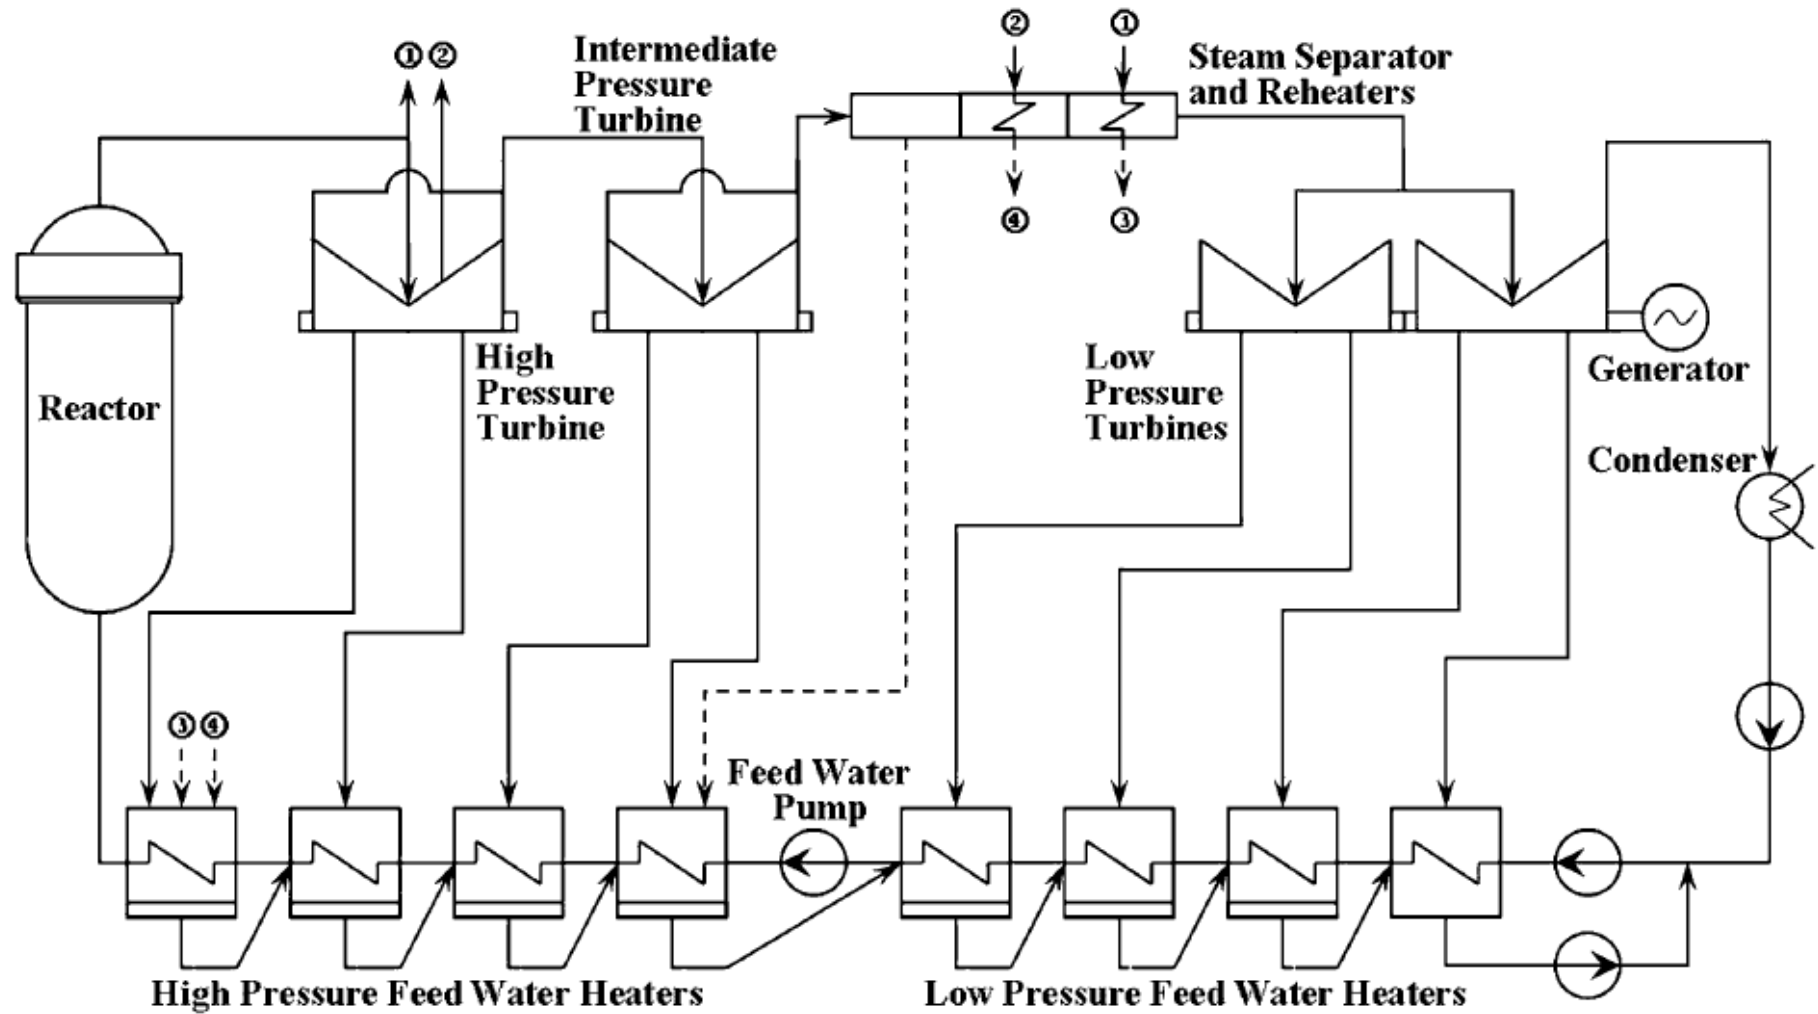 ② ①
① ②
Intermediate
Pressure
Turbine
Steam Separator
and Reheaters
④ ③
High
Pressure
Turbine
Low
Pressure
Turbines
Generator
Reactor
Condenser
③ ④
Feed Water
Pump
High Pressure Feed Water Heaters
Low Pressure Feed Water Heaters